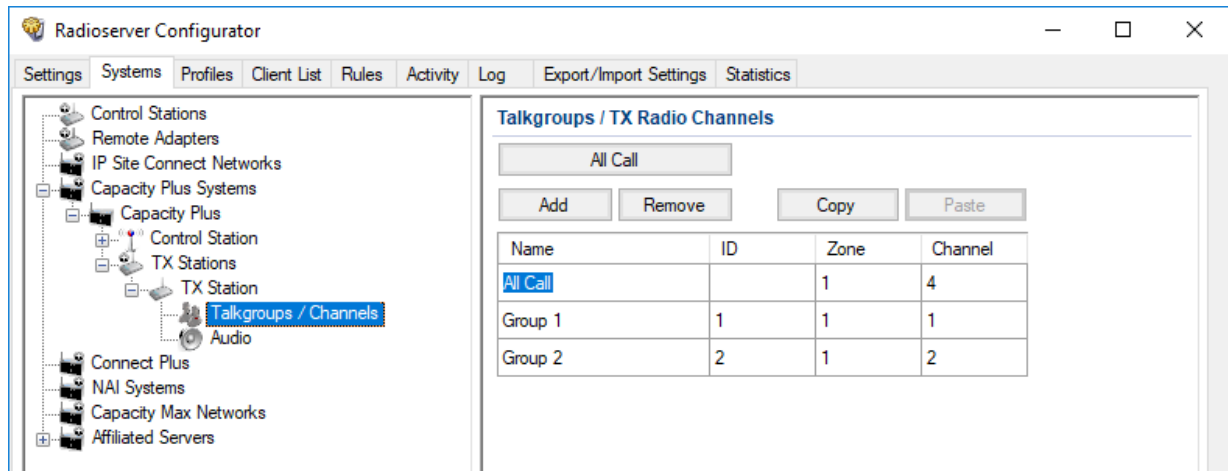 Radioserver Configurator
Settings Systems Profiles Client List Rules Activity Log Export/Import Settings Statistics
Control Stations
Remote Adapters
IP Site Connect Networks
Capacity Plus Systems
Capacity Plus
Control Station
TX Stations
TX Station
Talkgroups / Channels
Audio
Connect Plus
NAI Systems
Capacity Max Networks
Affiliated Servers
Talkgroups / TX Radio Channels
All Call
Add Remove Copy Paste
Name ID Zone Channel
All Call 1 4
Group 1 1 1 1
Group 2 2 1 2